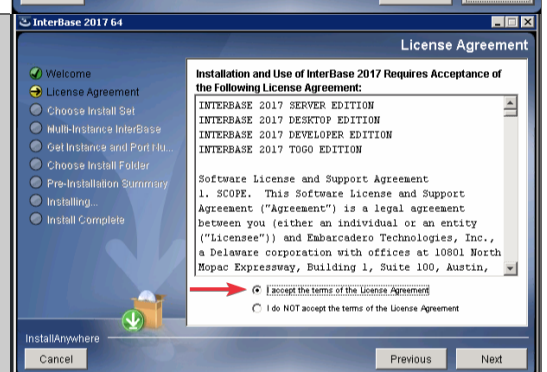 InterBase 2017 64
License Agreement
Welcome
License Agreement
Choose Install Set
Multi-Instance InterBase
Get Instance and Port Nu...
Choose Install Folder
Pre-Installation Summary
Installing...
Install Complete
Installation and Use of InterBase 2017 Requires Acceptance of
the Following License Agreement:
INTERBASE 2017 SERVER EDITION
INTERBASE 2017 DESKTOP EDITION
INTERBASE 2017 DEVELOPER EDITION
INTERBASE 2017 TOGO EDITION
Software License and Support Agreement
1. SCOPE. This Software License and Support
Agreement ("Agreement") is a legal agreement
between you (either an individual or an entity
("Licensee")) and Embarcadero Technologies, Inc.,
a Delaware corporation with offices at 10801 North
Mopac Expressway, Building 1, Suite 100, Austin,
I accept the terms of the License Agreement
I do NOT accept the terms of the License Agreement
InstallAnywhere
Cancel
Previous
Next